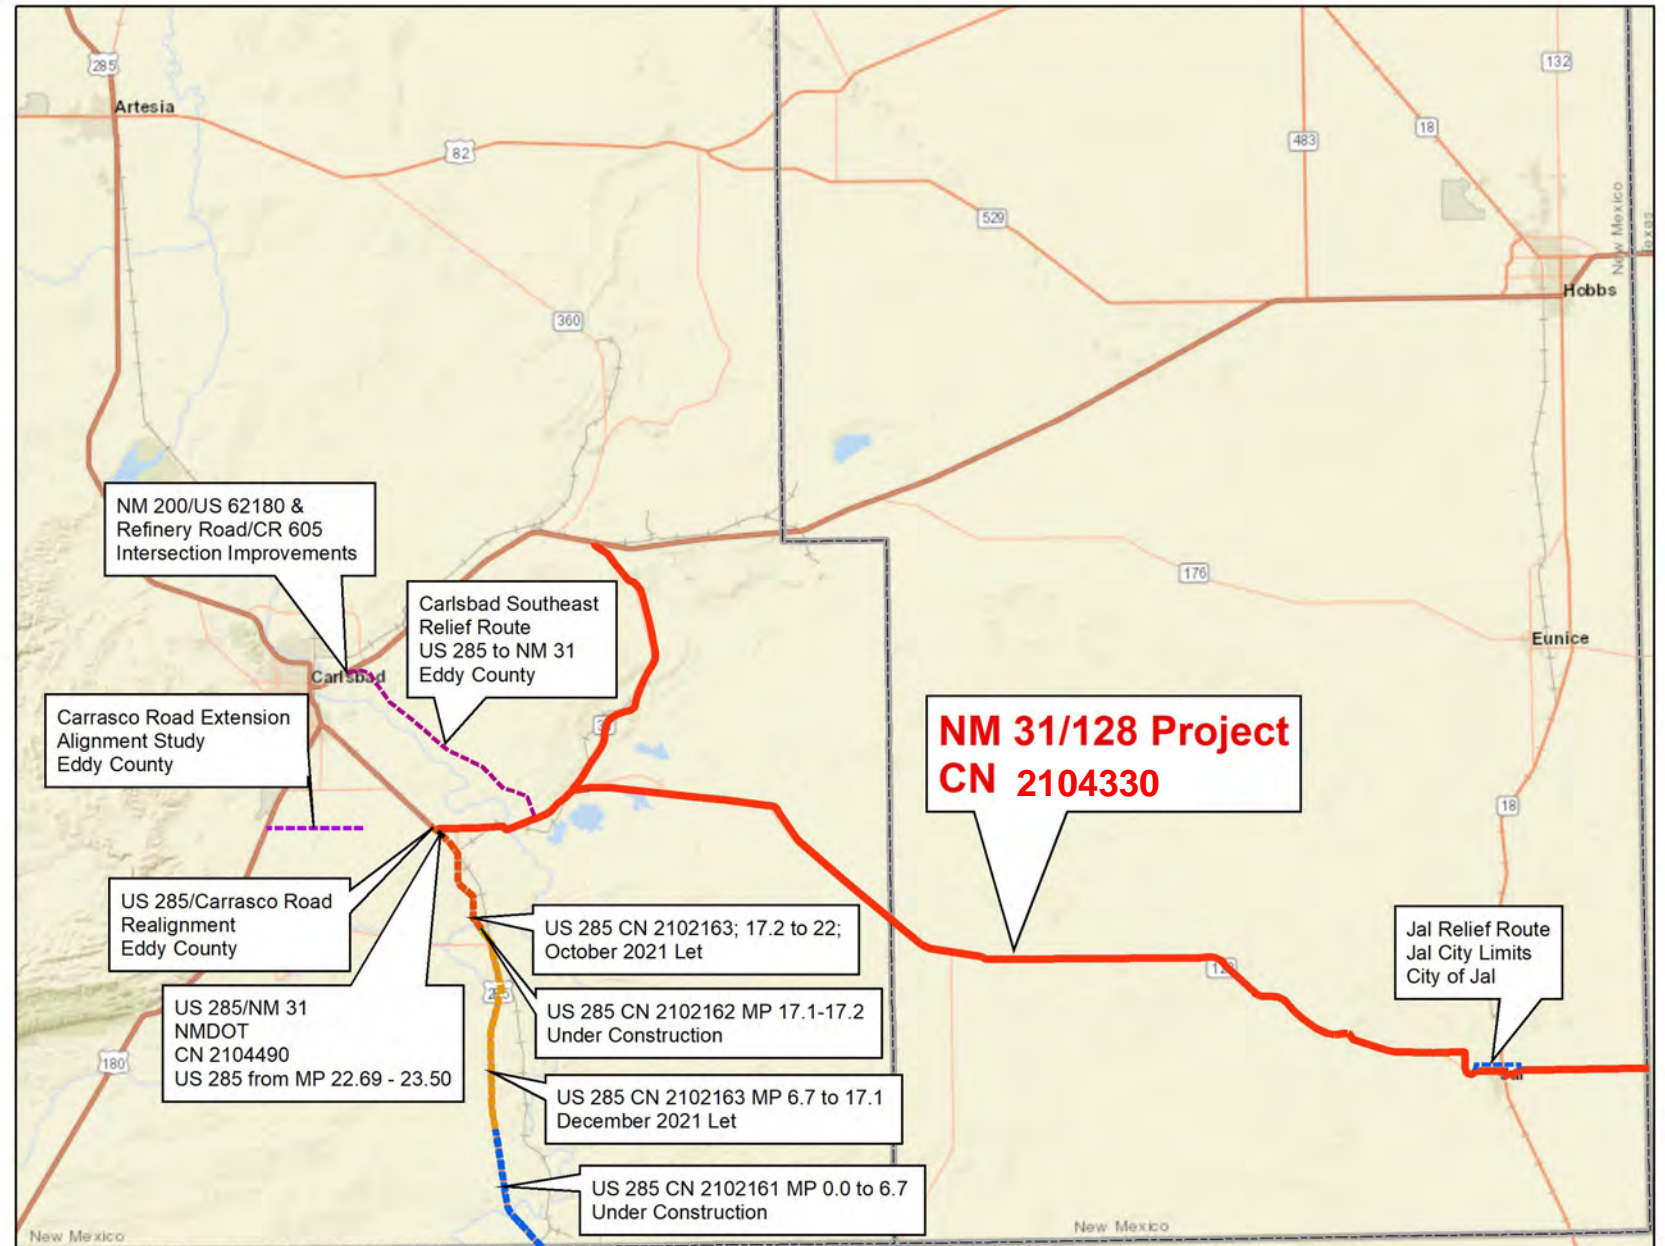 285
Artesia
132
82
18
483
New Mexico
529
Hobbs
360
NM 200/US 62180 &
Refinery Road/CR 605
Intersection Improvements
176
Carlsbad Southeast
Relief Route
US 285 to NM 31
Eddy County
Eunice
Carlsbad
Carrasco Road Extension
Alignment Study
Eddy County
NM 31/128 Project
CN 2104330
18
US 285/Carrasco Road
Realignment
Eddy County
US 285 CN 2102163; 17.2 to 22;
October 2021 Let
Jal Relief Route
Jal City Limits
City of Jal
US 285/NM 31
NMDOT
CN 2104490
US 285 from MP 22.69 - 23.50
US 285 CN 2102162 MP 17.1-17.2
Under Construction
180
US 285 CN 2102163 MP 6.7 to 17.1
December 2021 Let
US 285 CN 2102161 MP 0.0 to 6.7
Under Construction
New Mexico
New Mexico